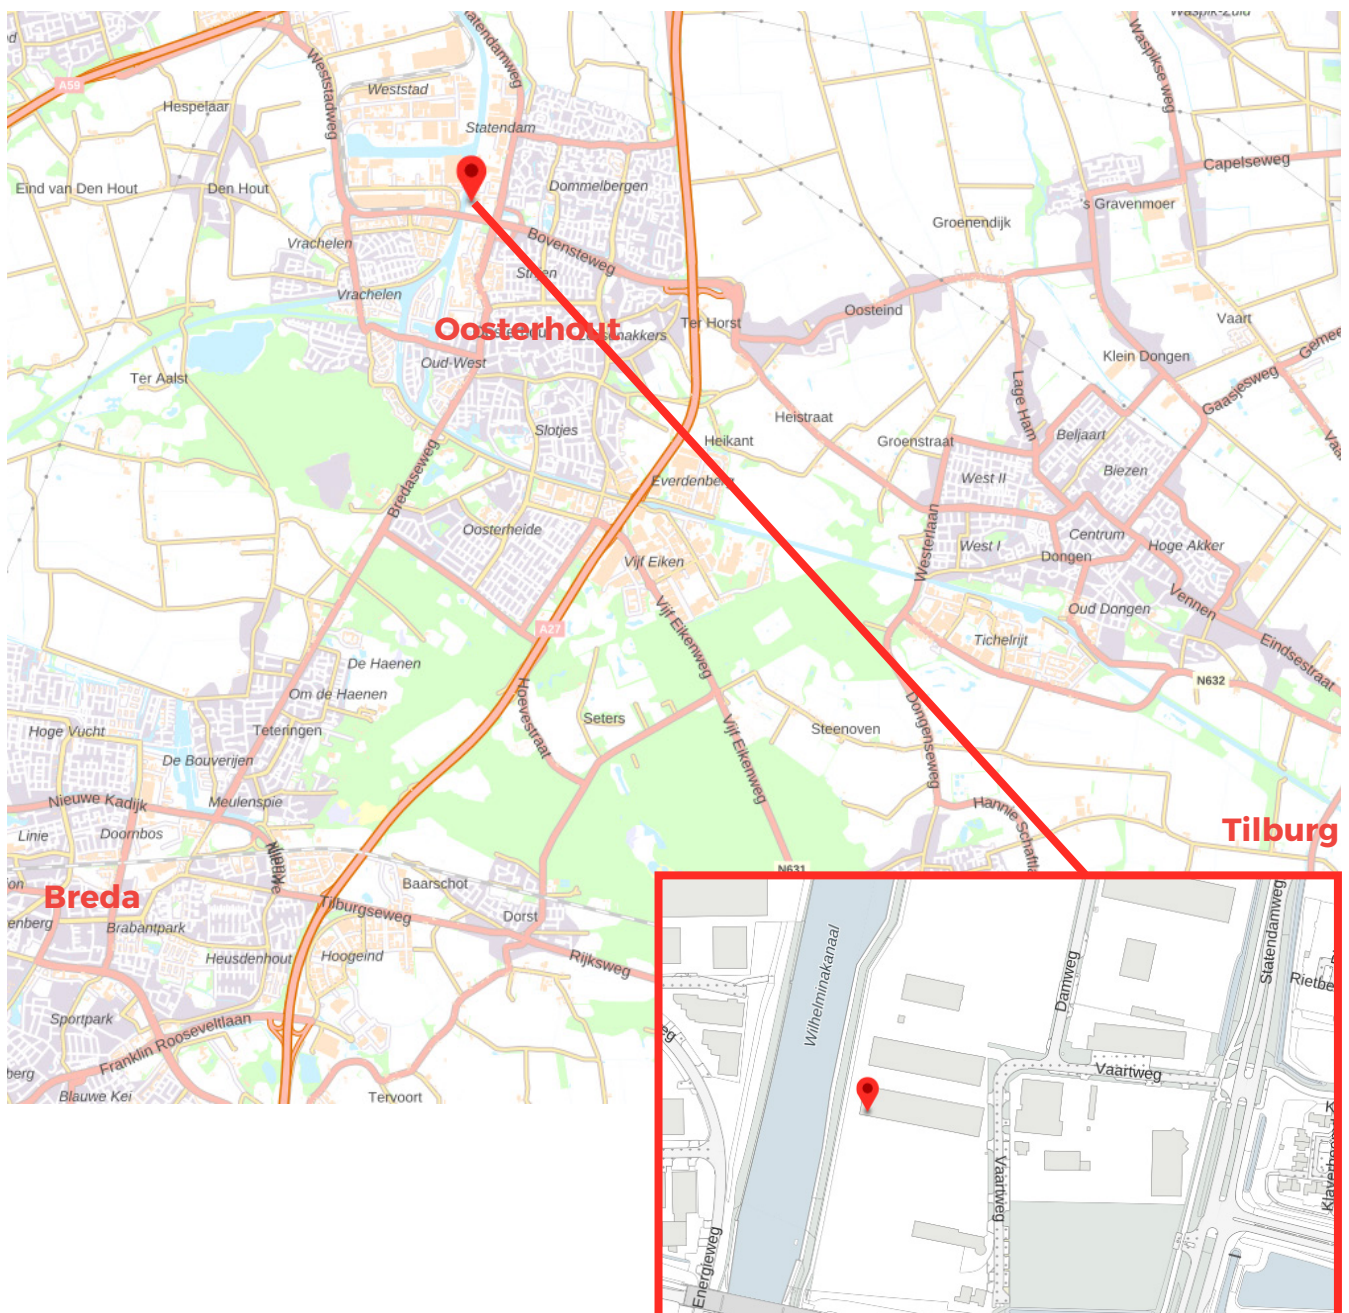 Waspik-Zuid
Statendamweg
Waspikse weg
Weststadweg
A59
Weststad
Hespelaar
Statendam
Capelseweg
Eind van Den Hout
Den Hout
Dommelbergen
's Gravenmoer
Groenendijk
Vrachelen
Bovensteweg
Vrachelen
Oosteind
Vaart
Oosterhout
Ter Horst
Klein Dongen
Oud-West
Ter Aalst
Lage Ham
Gaasjesweg
Heistraat
Slotjes
Heikant
Groenstraat
Beljaart
Bredaseweg
Everdenberg
West II
Biezen
Oosterheide
Westerlaan
West I
Centrum
Hoge Akker
Dongen
Vijf Eiken
Vennen
Oud Dongen
Vijf Eikenweg
A27
Tichelrijt
Eindsestraat
De Haenen
N632
Hoevestraat
Om de Haenen
Dongenseweg
Hoge Vucht
Teteringen
Seters
Steenoven
Vijf Eikenweg
De Bouverijen
Nieuwe Kadijk
Meulenspie
Linie
Doornbos
Tilburg
N631
Baarschot
Breda
Tilburgseweg
Dorst
Brabantpark
Heusdenhout
Hoogeind
Rijksweg
Sportpark
Franklin Rooseveltlaan
Blauwe Kei
Tervoort
Wilhelminakanaal
Damweg
Statendamweg
Vaartweg
Vaartweg
Energieweg